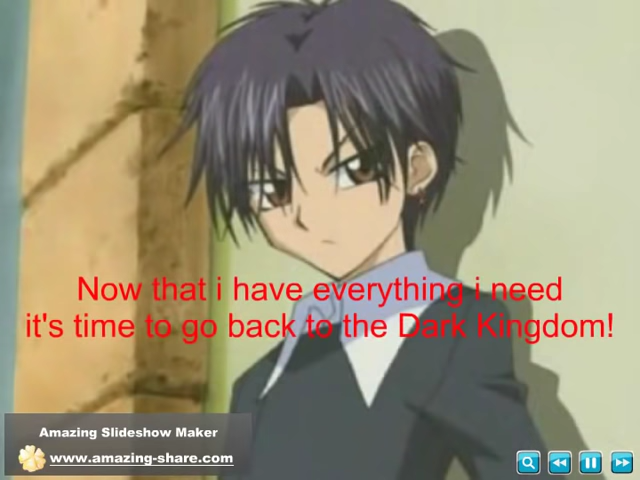 Now that i have everything i need
it's time to go back to the Dark Kingdom!
Amazing Slideshow Maker
www.amazing-share.com